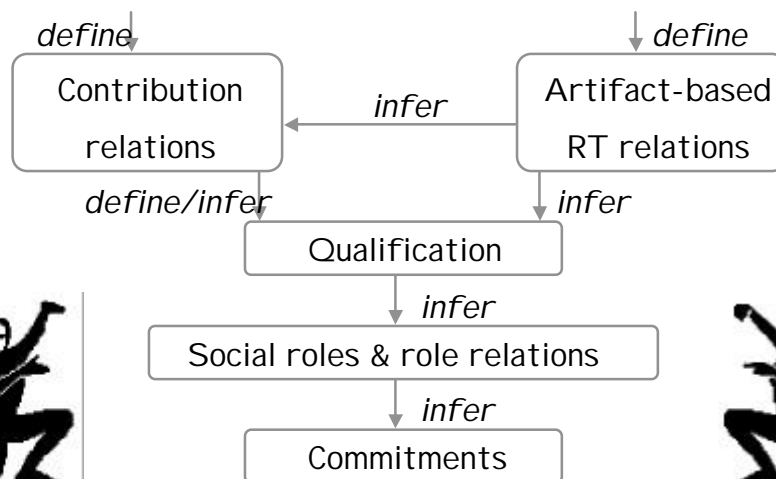 define
define
Contribution
relations
infer
Artifact-based
RT relations
define/infer
infer
Qualification
infer
Social roles & role relations
infer
Commitments